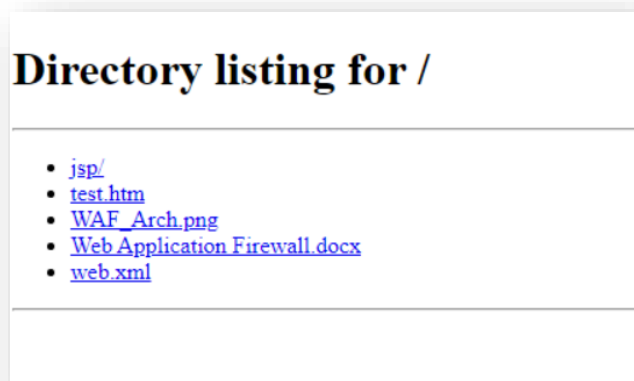 Directory listing for /
jsp/
test.htm
WAF_Arch.png
Web Application Firewall.docx
web.xml